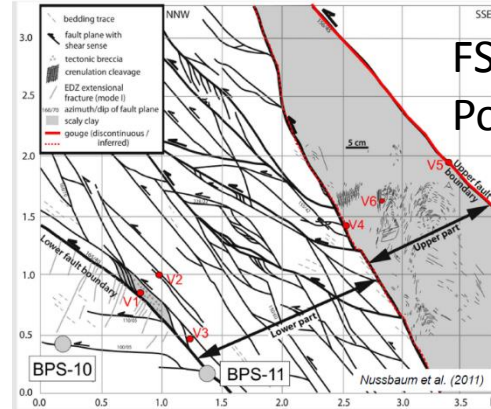 NNW
SSE
bedding trace
fault plane with
shear sense
tectonic breccia
crenulation cleavage
EDZ extensional
fracture (mode I)
160/70 azimuth/dip of fault plane
scaly clay
gouge (discontinuous /
inferred)
FS
Po
5 cm
V5
Upper fault
boundary
V6
V4
Upper part
Lower fault boundary
V2
V1
V3
Lower part
BPS-10
BPS-11
Nussbaum et al. (2011)
3.0
2.5
2.0
1.5
1.0
0.5
0.0
0.0 0.5 1.0 1.5 2.0 2.5 3.0 3.5